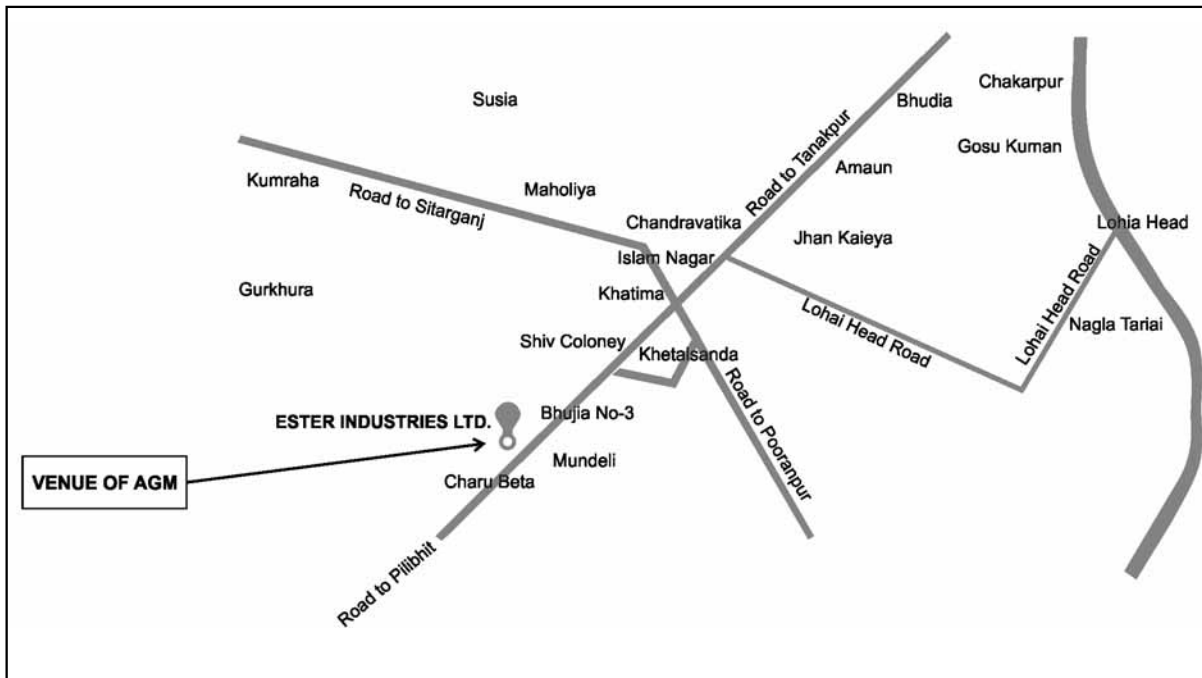 Chakarpur
Susia
Bhudia
Gosu Kuman
Road to Tanakpur
Amaun
Kumraha
Maholiya
Road to Sitarganj
Chandravatika
Lohia Head
Jhan Kaieya
Islam Nagar
Gurkhura
Khatima
Lohai Head Road
Lohai Head Road
Nagla Tariai
Shiv Coloney
Khetalsanda
Road to Pooranpur
Bhujia No-3
ESTER INDUSTRIES LTD.
Mundeli
VENUE OF AGM
Charu Beta
Road to Pilibhit